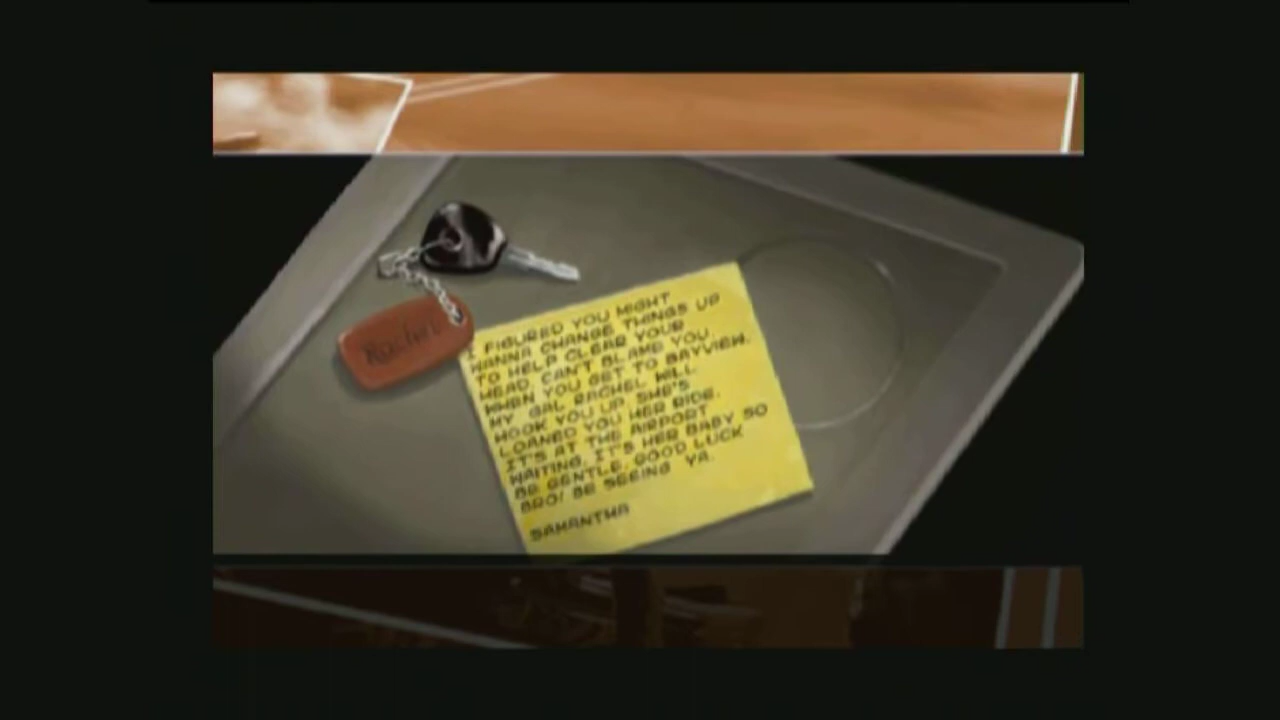 Rachel
I FIGURED YOU MIGHT
WANNA CHANGE THINGS UP
TO HELP CLEAR YOUR
HEAD. CAN'T BLAME YOU.
WHEN YOU GET TO BAYVIEW,
MY GAL RACHEL WILL
HOOK YOU UP. SHE'S
LOANED YOU HER RIDE.
IT'S AT THE AIRPORT
WAITING. IT'S HER BABY SO
BE GENTLE. GOOD LUCK
BRO! BE SEEING YA.
SAMANTHA